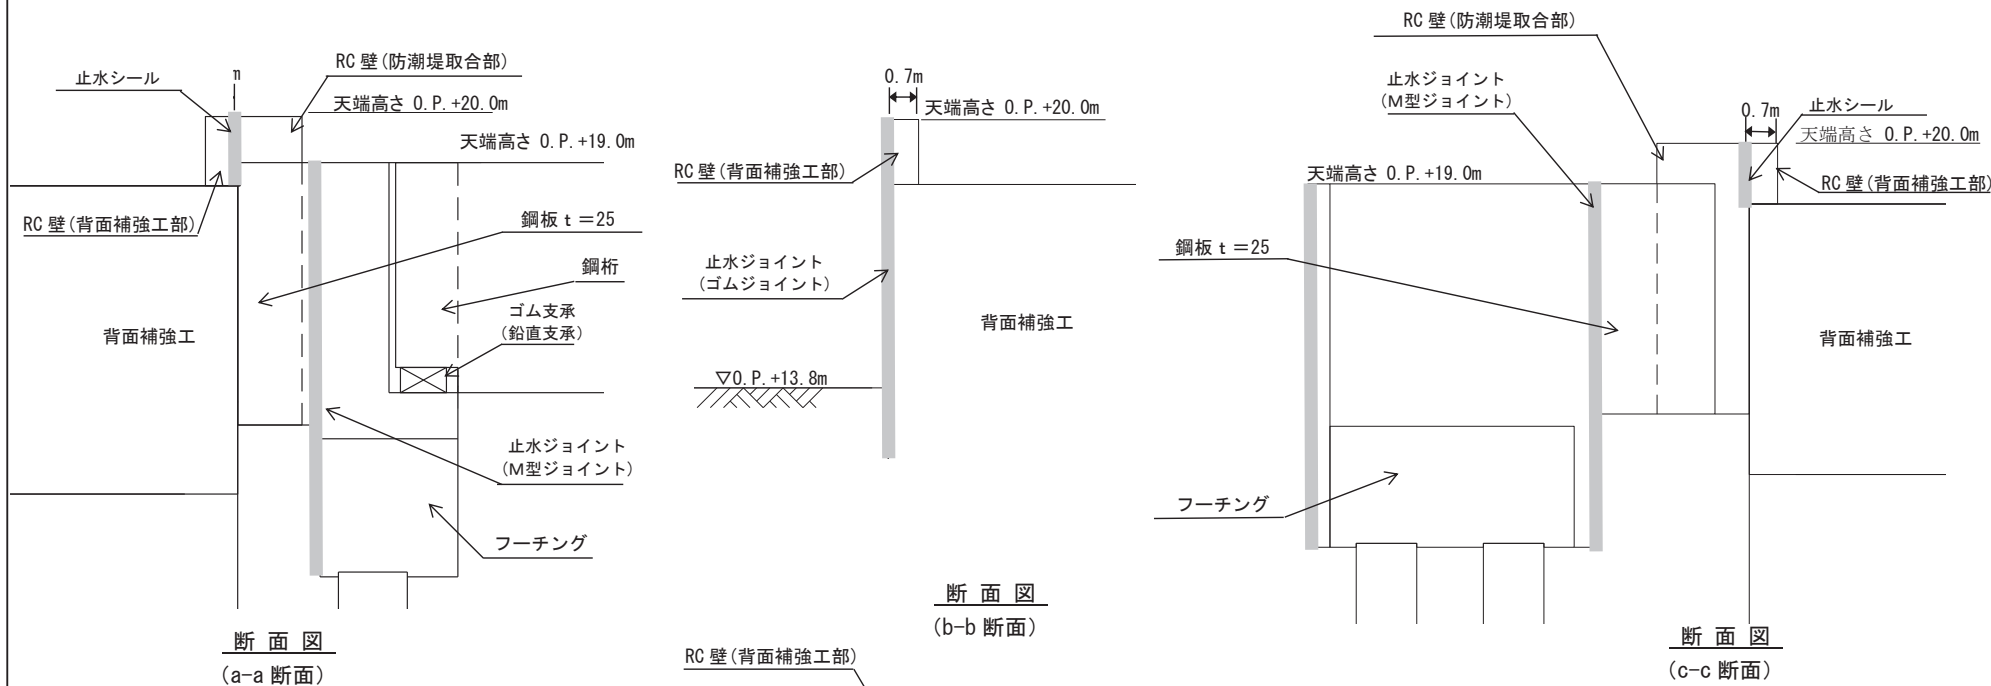 止水シール
m
RC 壁(防潮堤取合部)
天端高さ O.P.+20.0m
天端高さ O.P.+19.0m
RC 壁(背面補強工部)
鋼板 t =25
鋼桁
ゴム支承
(鉛直支承)
背面補強工
止水ジョイント
(M型ジョイント)
フーチング
断 面 図
(a-a 断面)
0.7m
天端高さ O.P.+20.0m
RC 壁(背面補強工部)
止水ジョイント
(ゴムジョイント)
背面補強工
▽O.P.+13.8m
断 面 図
(b-b 断面)
RC 壁(背面補強工部)
RC 壁(防潮堤取合部)
止水ジョイント
(M型ジョイント)
0.7m
止水シール
天端高さ O.P.+20.0m
天端高さ O.P.+19.0m
RC 壁(背面補強工部)
鋼板 t =25
背面補強工
フーチング
断 面 図
(c-c 断面)